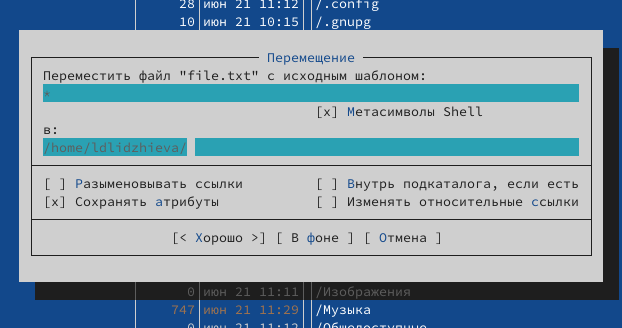 28 июн 21 11:12 /.config
10 июн 21 10:15 /.gnupg
Перемещение
Переместить файл "file.txt" с исходным шаблоном:
*
[x] Метасимволы Shell
в:
/home/ldlidzhieva/
[ ] Разыменовывать ссылки [ ] Внутрь подкаталога, если есть
[x] Сохранять атрибуты [ ] Изменять относительные ссылки
[< Хорошо >] [ В фоне ] [ Отмена ]
0 июн 21 11:11 /Изображения
747 июн 21 11:29 /Музыка
0 июн 21 11:12 /Общедоступные